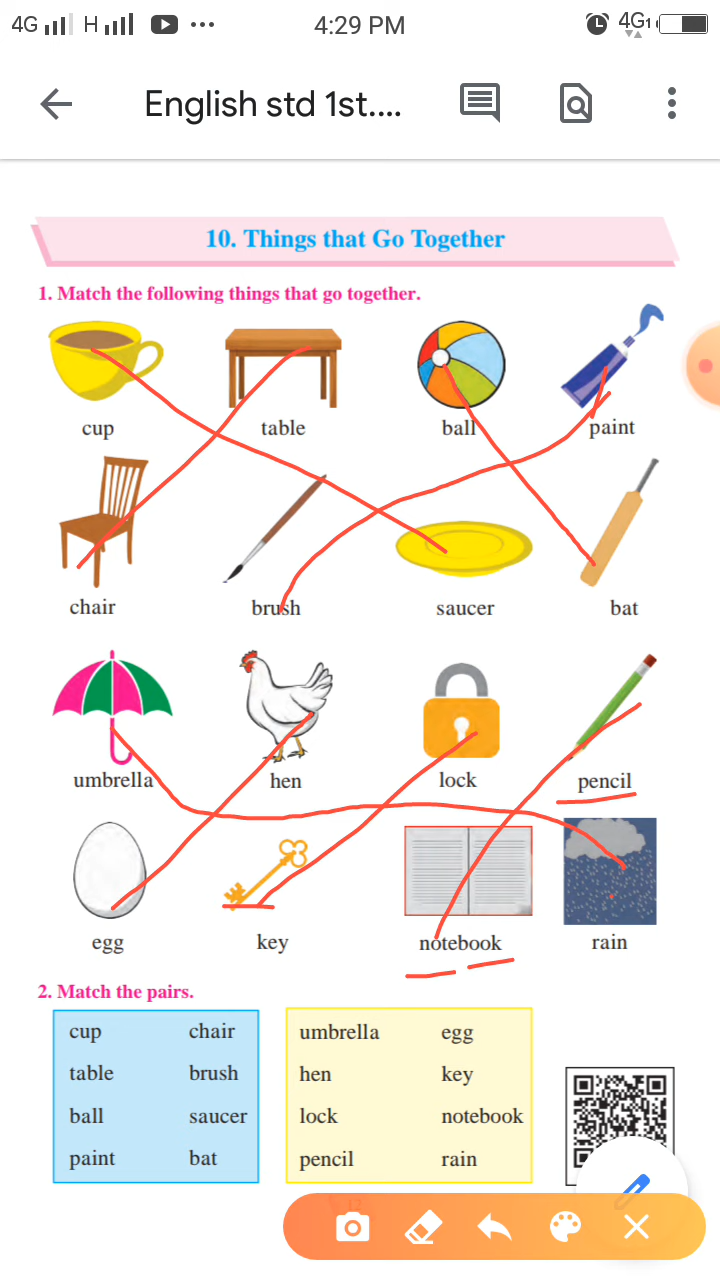 4G H 4:29 PM 4G1
English std 1st....
10. Things that Go Together
1. Match the following things that go together.
cup table ball paint
chair brush saucer bat
umbrella hen lock pencil
egg key notebook rain
2. Match the pairs.
cup chair umbrella egg
table brush hen key
ball saucer lock notebook
paint bat pencil rain